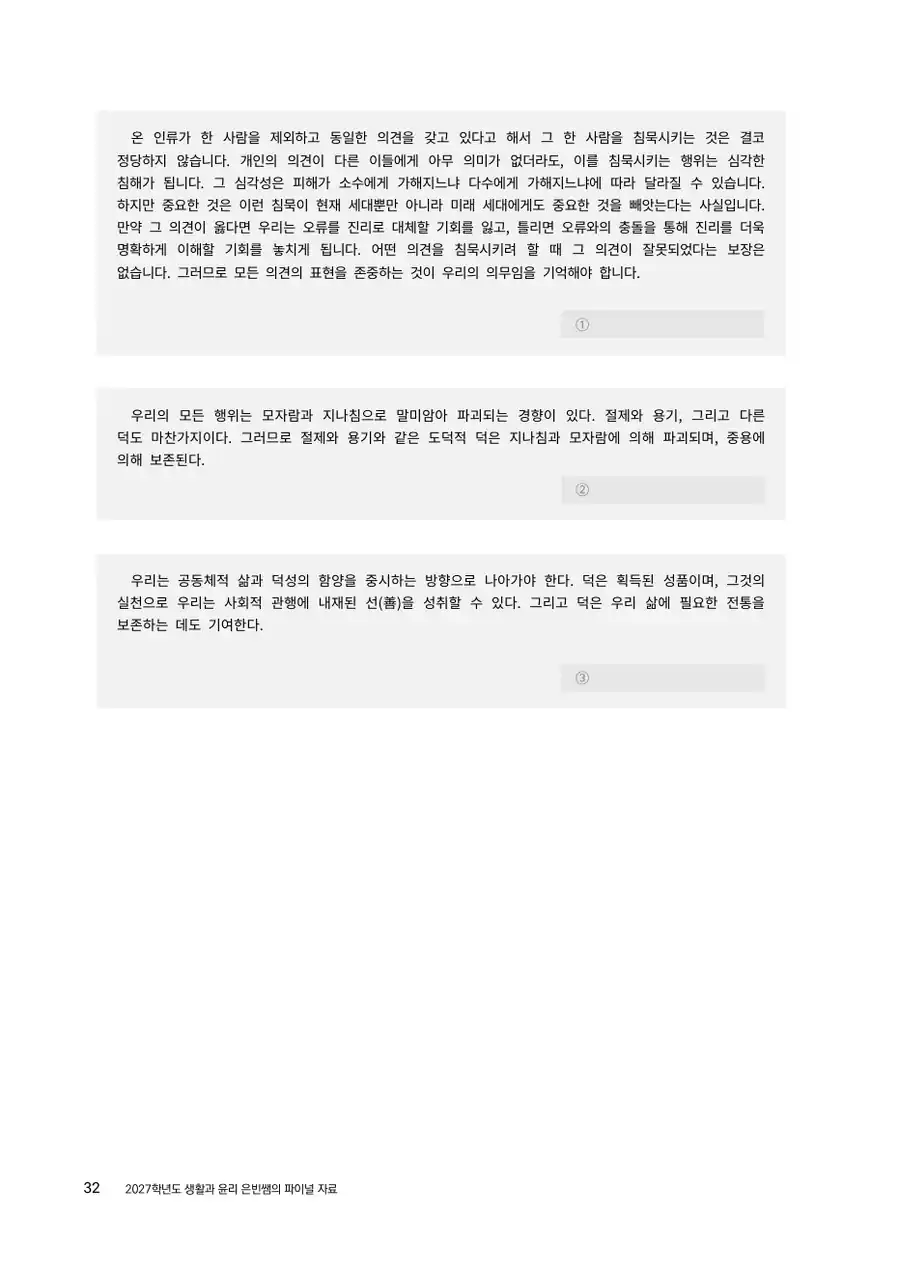 온 인류가 한 사람을 제외하고 동일한 의견을 갖고 있다고 해서 그 한 사람을 침묵시키는 것은 결코
정당하지 않습니다. 개인의 의견이 다른 이들에게 아무 의미가 없더라도, 이를 침묵시키는 행위는 심각한
침해가 됩니다. 그 심각성은 피해가 소수에게 가해지느냐 다수에게 가해지느냐에 따라 달라질 수 있습니다.
하지만 중요한 것은 이런 침묵이 현재 세대뿐만 아니라 미래 세대에게도 중요한 것을 빼앗는다는 사실입니다.
만약 그 의견이 옳다면 우리는 오류를 진리로 대체할 기회를 잃고, 틀리면 오류와의 충돌을 통해 진리를 더욱
명확하게 이해할 기회를 놓치게 됩니다. 어떤 의견을 침묵시키려 할 때 그 의견이 잘못되었다는 보장은
없습니다. 그러므로 모든 의견의 표현을 존중하는 것이 우리의 의무임을 기억해야 합니다.
①
우리의 모든 행위는 모자람과 지나침으로 말미암아 파괴되는 경향이 있다. 절제와 용기, 그리고 다른
덕도 마찬가지이다. 그러므로 절제와 용기와 같은 도덕적 덕은 지나침과 모자람에 의해 파괴되며, 중용에
의해 보존된다.
②
우리는 공동체적 삶과 덕성의 함양을 중시하는 방향으로 나아가야 한다. 덕은 획득된 성품이며, 그것의
실천으로 우리는 사회적 관행에 내재된 선(善)을 성취할 수 있다. 그리고 덕은 우리 삶에 필요한 전통을
보존하는 데도 기여한다.
③
32 2027학년도 생활과 윤리 은빈쌤의 파이널 자료